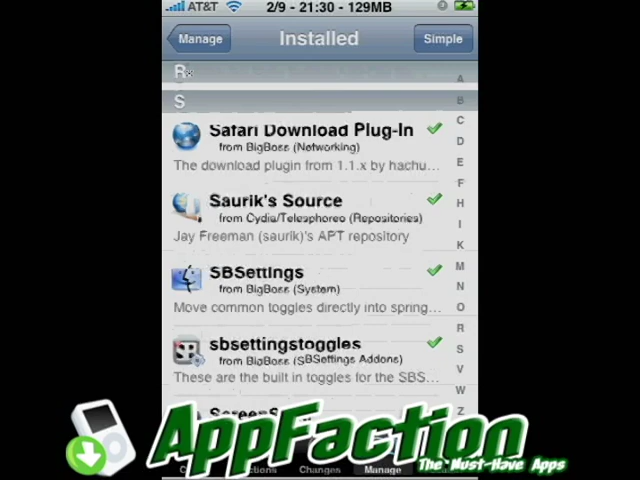 AT&T 2/9 - 21:30 - 129MB
Manage Installed Simple
R
S
Safari Download Plug-In
from BigBoss (Networking)
The download plugin from 1.1.x by hachu...
Saurik's Source
from Cydia/Telesphoreo (Repositories)
Jay Freeman (saurik)'s APT repository
SBSettings
from BigBoss (System)
Move common toggles directly into spring...
sbsettingstoggles
from BigBoss (SBSettings Addons)
These are the built in toggles for the SBS...
A
B
C
D
E
F
H
I
K
M
N
O
R
S
V
W
Z
AppFaction
The Must-Have Apps
Changes Manage